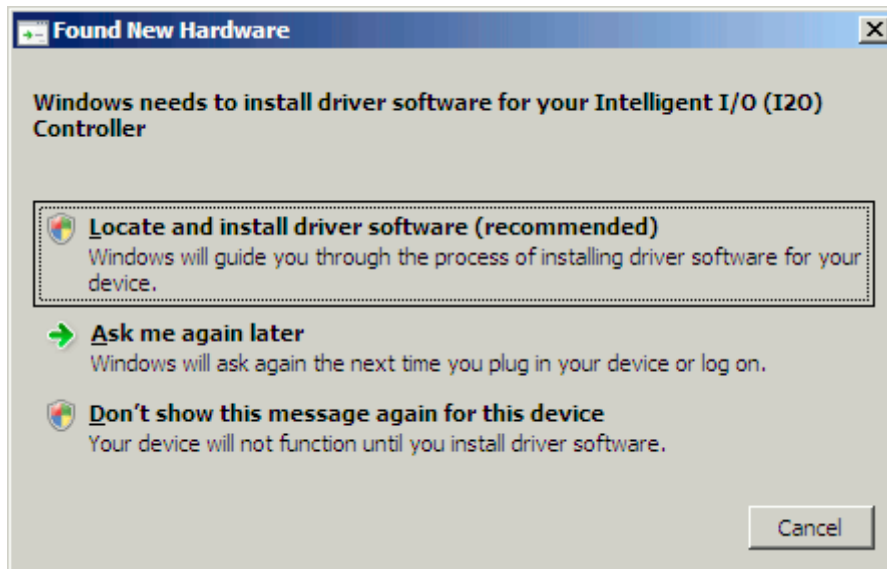 Found New Hardware
Windows needs to install driver software for your Intelligent I/O (I2O)
Controller
Locate and install driver software (recommended)
Windows will guide you through the process of installing driver software for your
device.
Ask me again later
Windows will ask again the next time you plug in your device or log on.
Don't show this message again for this device
Your device will not function until you install driver software.
Cancel